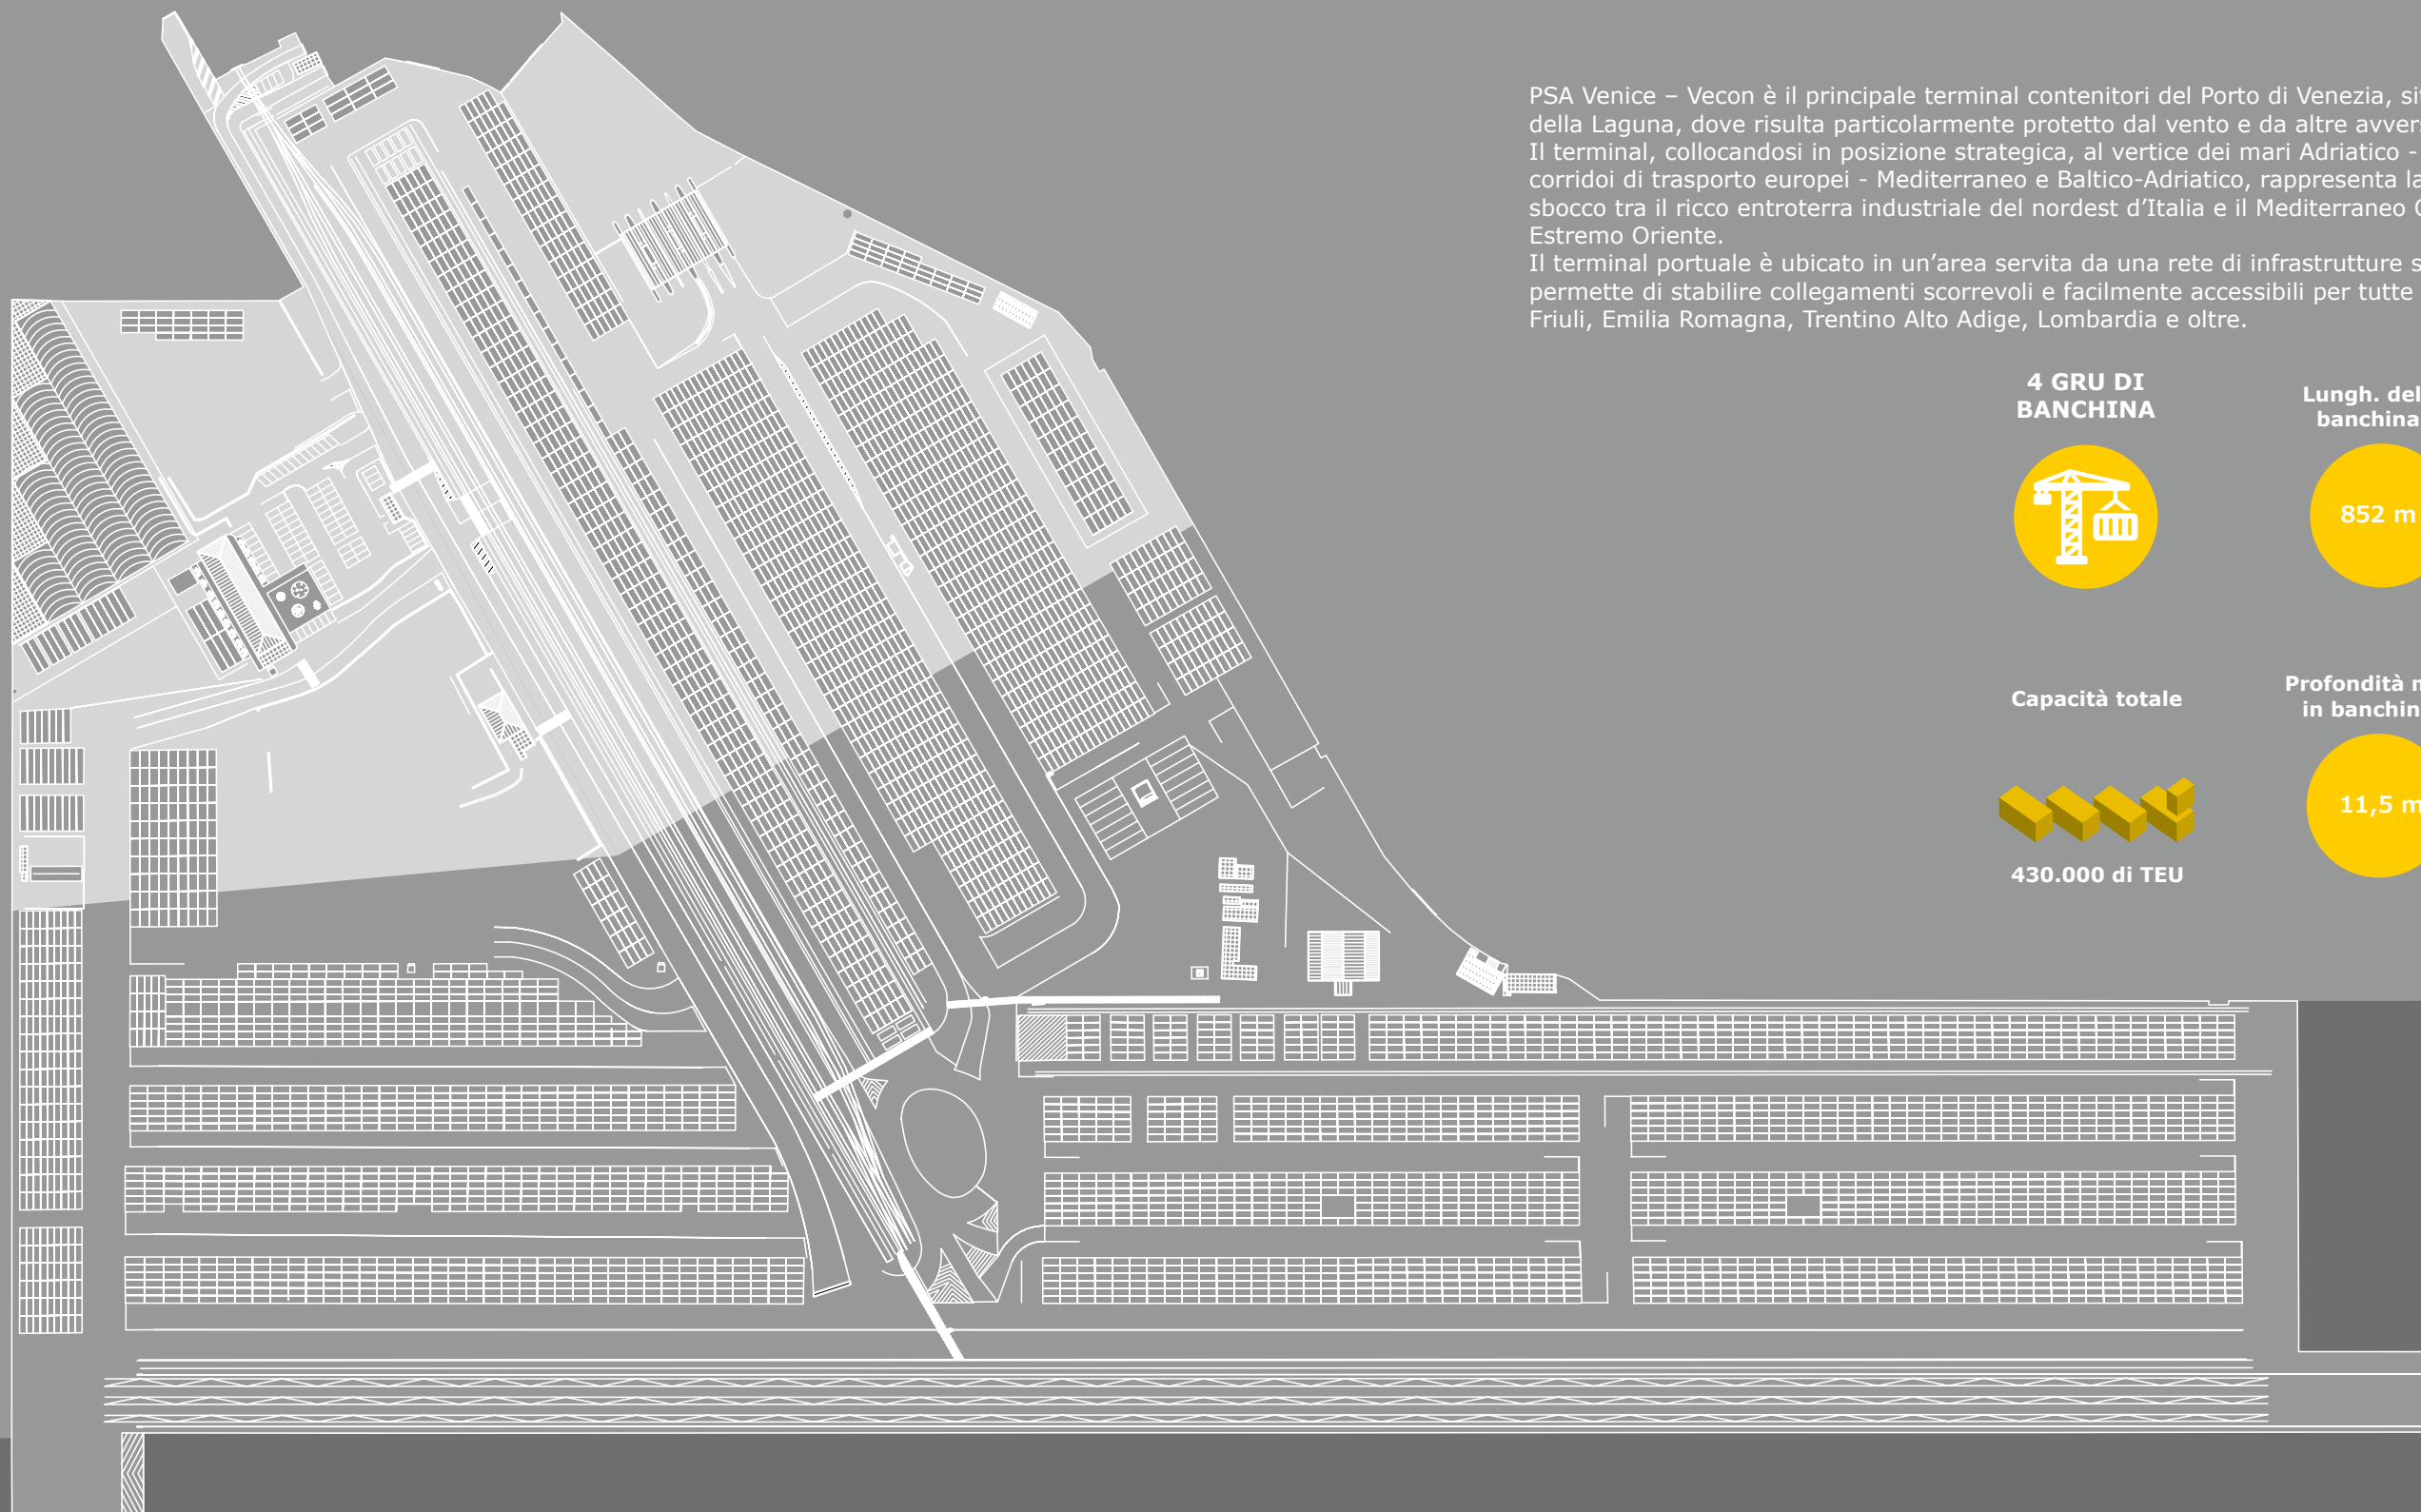 PSA Venice – Vecon è il principale terminal contenitori del Porto di Venezia,
della Laguna, dove risulta particolarmente protetto dal vento e da altre
Il terminal, collocandosi in posizione strategica, al vertice dei mari Adriatico -
corridoi di trasporto europei - Mediterraneo e Baltico-Adriatico, rappresenta la
sbocco tra il ricco entroterra industriale del nordest d’Italia e il Mediterraneo
Estremo Oriente.
Il terminal portuale è ubicato in un’area servita da una rete di infrastrutture
permette di stabilire collegamenti scorrevoli e facilmente accessibili per tutte
Friuli, Emilia Romagna, Trentino Alto Adige, Lombardia e oltre.
4 GRU DI
BANCHINA
Lungh.
banchina
852 m
Capacità totale
430.000 di TEU
Profondità
in
11,5 m